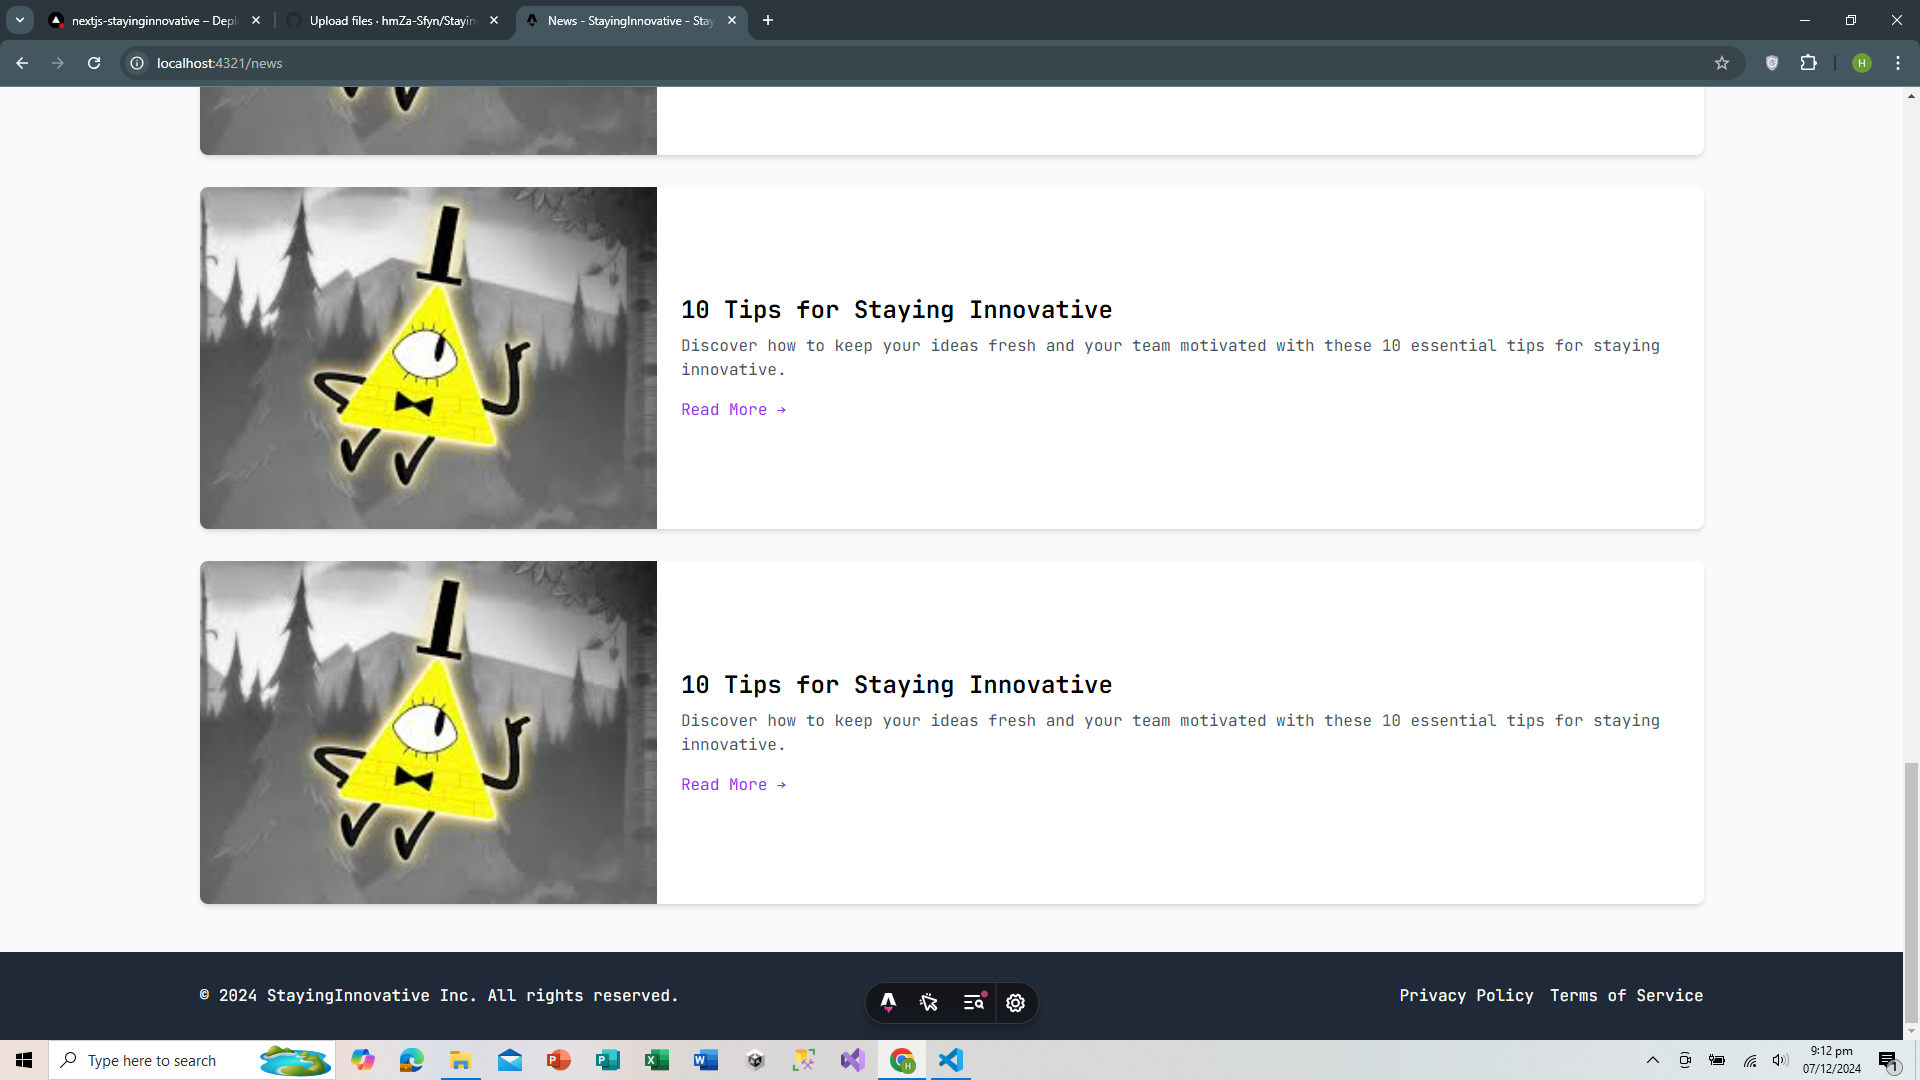 nextjs-stayinginnovative – Depl
Upload files · hmZa-Sfyn/Stayin
News - StayingInnovative - Stay
localhost:4321/news
H
10 Tips for Staying Innovative
Discover how to keep your ideas fresh and your team motivated with these 10 essential tips for staying
innovative.
Read More →
10 Tips for Staying Innovative
Discover how to keep your ideas fresh and your team motivated with these 10 essential tips for staying
innovative.
Read More →
© 2024 StayingInnovative Inc. All rights reserved.
Privacy Policy Terms of Service
Type here to search
9:12 pm
07/12/2024
1